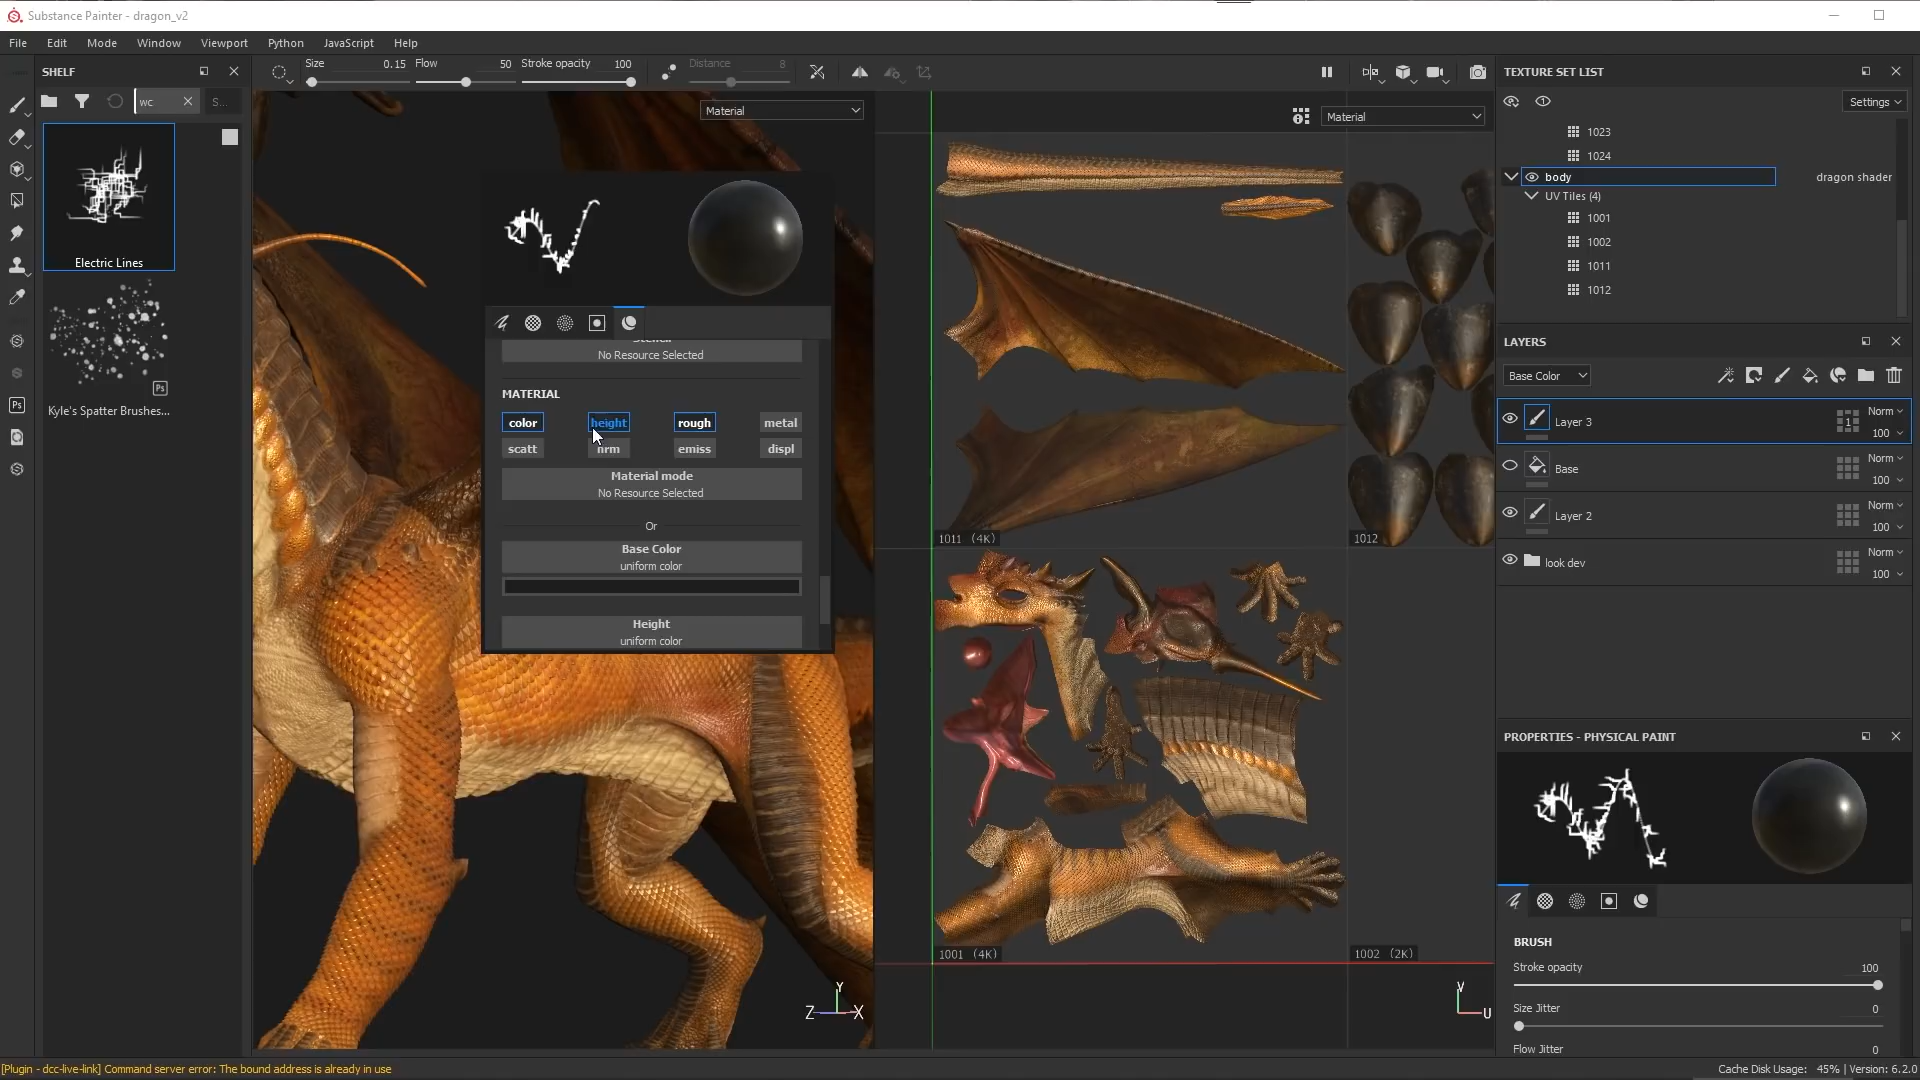 Substance Painter - dragon_v2
File Edit Mode Window Viewport Python JavaScript Help
SHELF
wc
S...
Electric Lines
Ps
Kyle's Spatter Brushes...
Ps
Size 0.15 Flow 50 Stroke opacity 100 Distance 8
Material
No Resource Selected
MATERIAL
color height rough metal
scatt nrm emiss displ
Material mode
No Resource Selected
Or
Base Color
uniform color
Height
uniform color
Y
Z X
Material
1011 (4K)
1012
1001 (4K)
1002 (2K)
V
U
TEXTURE SET LIST
Settings
1023
1024
body
dragon shader
UV Tiles (4)
1001
1002
1011
1012
LAYERS
Base Color
Layer 3
1
Norm
100
Base
Norm
100
Layer 2
Norm
100
look dev
Norm
100
PROPERTIES - PHYSICAL PAINT
BRUSH
Stroke opacity 100
Size Jitter 0
Flow Jitter 0
[Plugin - dcc-live-link] Command server error: The bound address is already in use
Cache Disk Usage: 45% | Version: 6.2.0